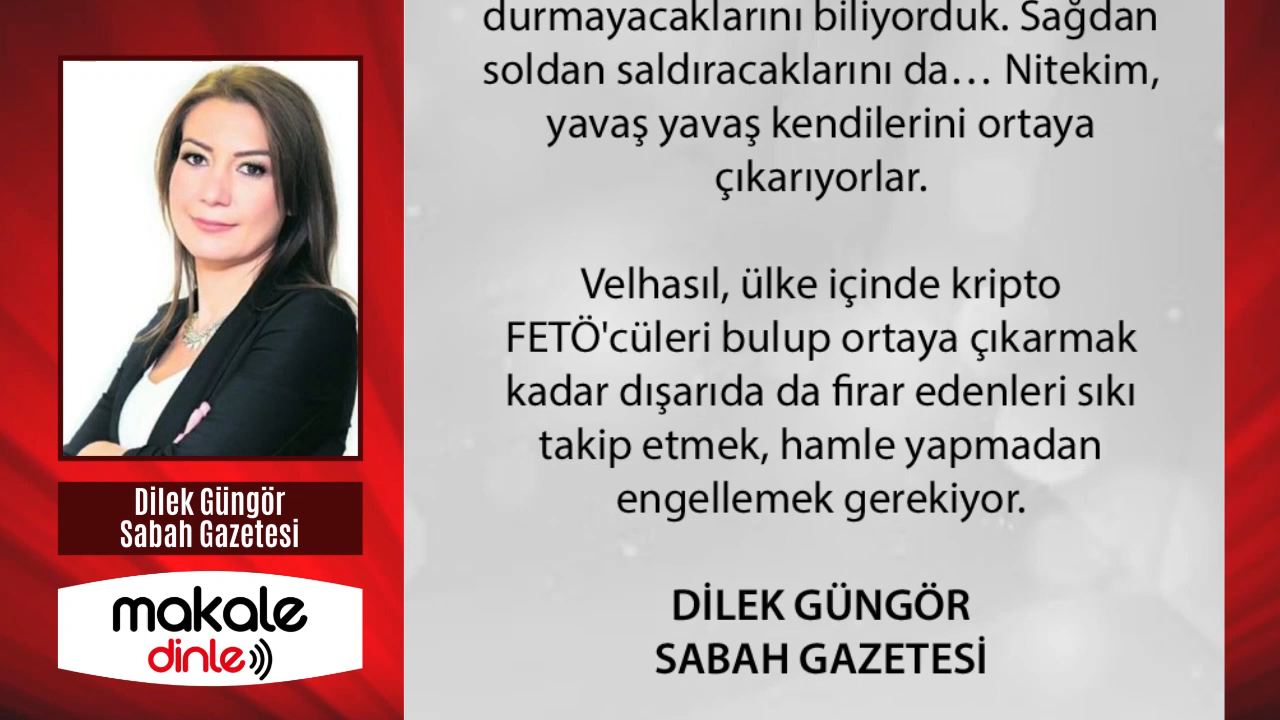 durmayacaklarını biliyorduk. Sağdan
soldan saldıracaklarını da… Nitekim,
yavaş yavaş kendilerini ortaya
çıkarıyorlar.
Velhasıl, ülke içinde kripto
FETÖ'cüleri bulup ortaya çıkarmak
kadar dışarıda da firar edenleri sıkı
takip etmek, hamle yapmadan
engellemek gerekiyor.
DİLEK GÜNGÖR
SABAH GAZETESİ
Dilek Güngör
Sabah Gazetesi
makale
dinle